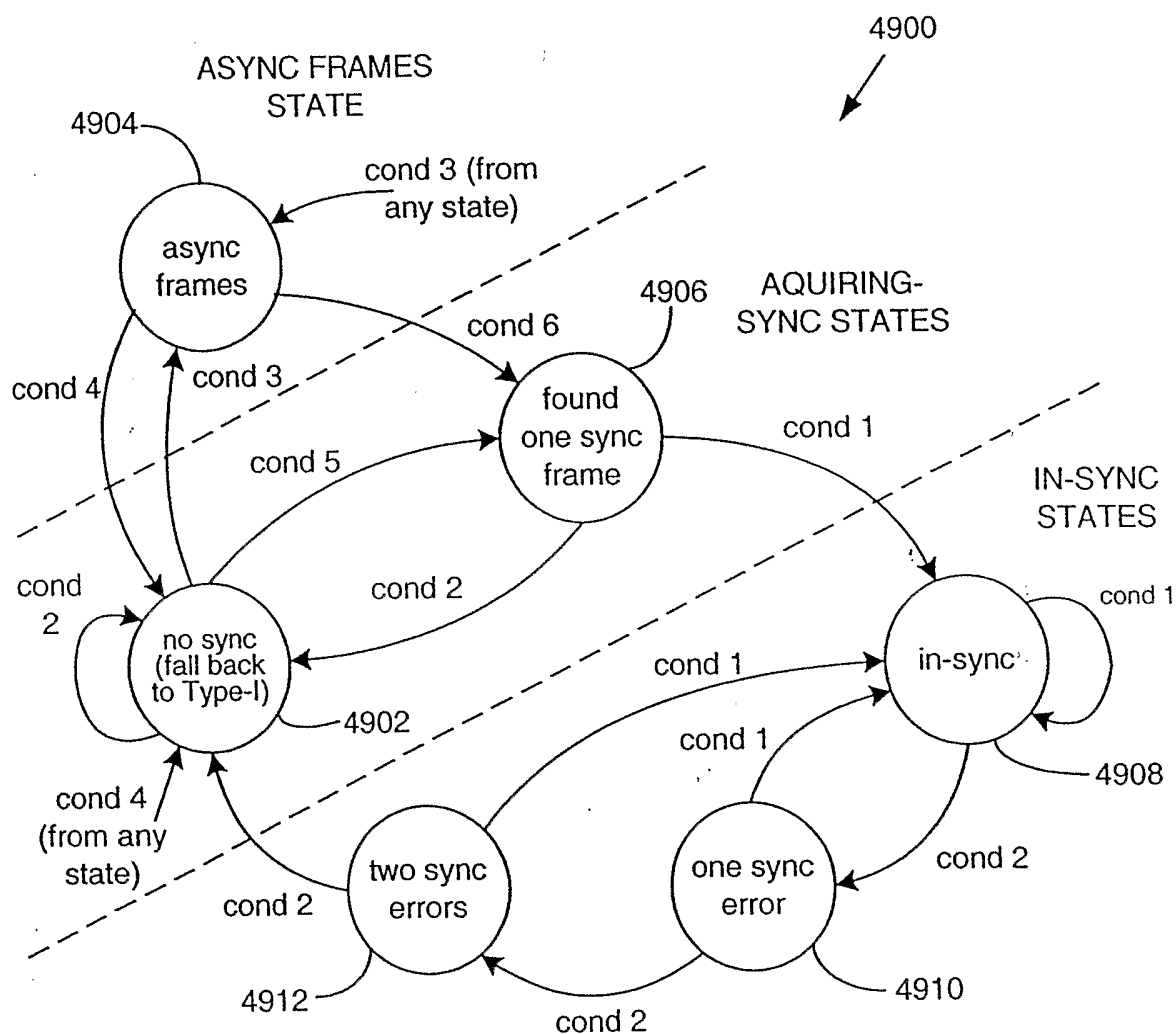 4900
ASYNC FRAMES
STATE
4904
cond 3 (from
any state)
async
frames
4906
AQUIRING-
SYNC STATES
cond 6
cond 4
cond 3
found
one sync
frame
cond 1
cond 5
IN-SYNC
STATES
cond
2
cond 2
cond 1
no sync
(fall back
to Type-I)
cond 1
in-sync
4902
cond 1
4908
cond 4
(from any
state)
cond 2
two sync
errors
one sync
error
cond 2
4912
4910
cond 2